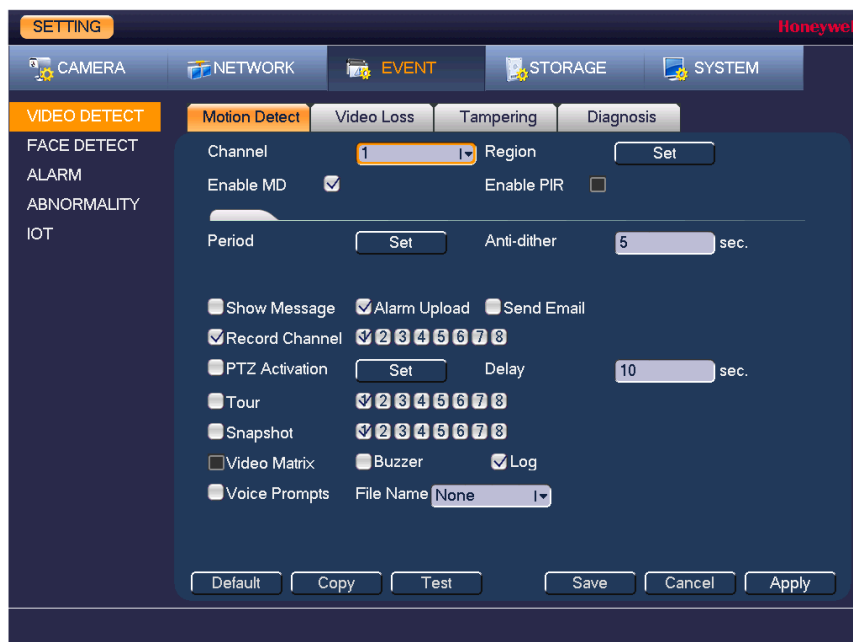 SETTING
Honeywel
CAMERA NETWORK EVENT STORAGE SYSTEM
VIDEO DETECT
FACE DETECT
ALARM
ABNORMALITY
IOT
Motion Detect Video Loss Tampering Diagnosis
Channel 1 Region Set
Enable MD Enable PIR
Period Set Anti-dither 5 sec.
Show Message Alarm Upload Send Email
Record Channel 1 2 3 4 5 6 7 8
PTZ Activation Set Delay 10 sec.
Tour 1 2 3 4 5 6 7 8
Snapshot 1 2 3 4 5 6 7 8
Video Matrix Buzzer Log
Voice Prompts File Name None
Default Copy Test Save Cancel Apply